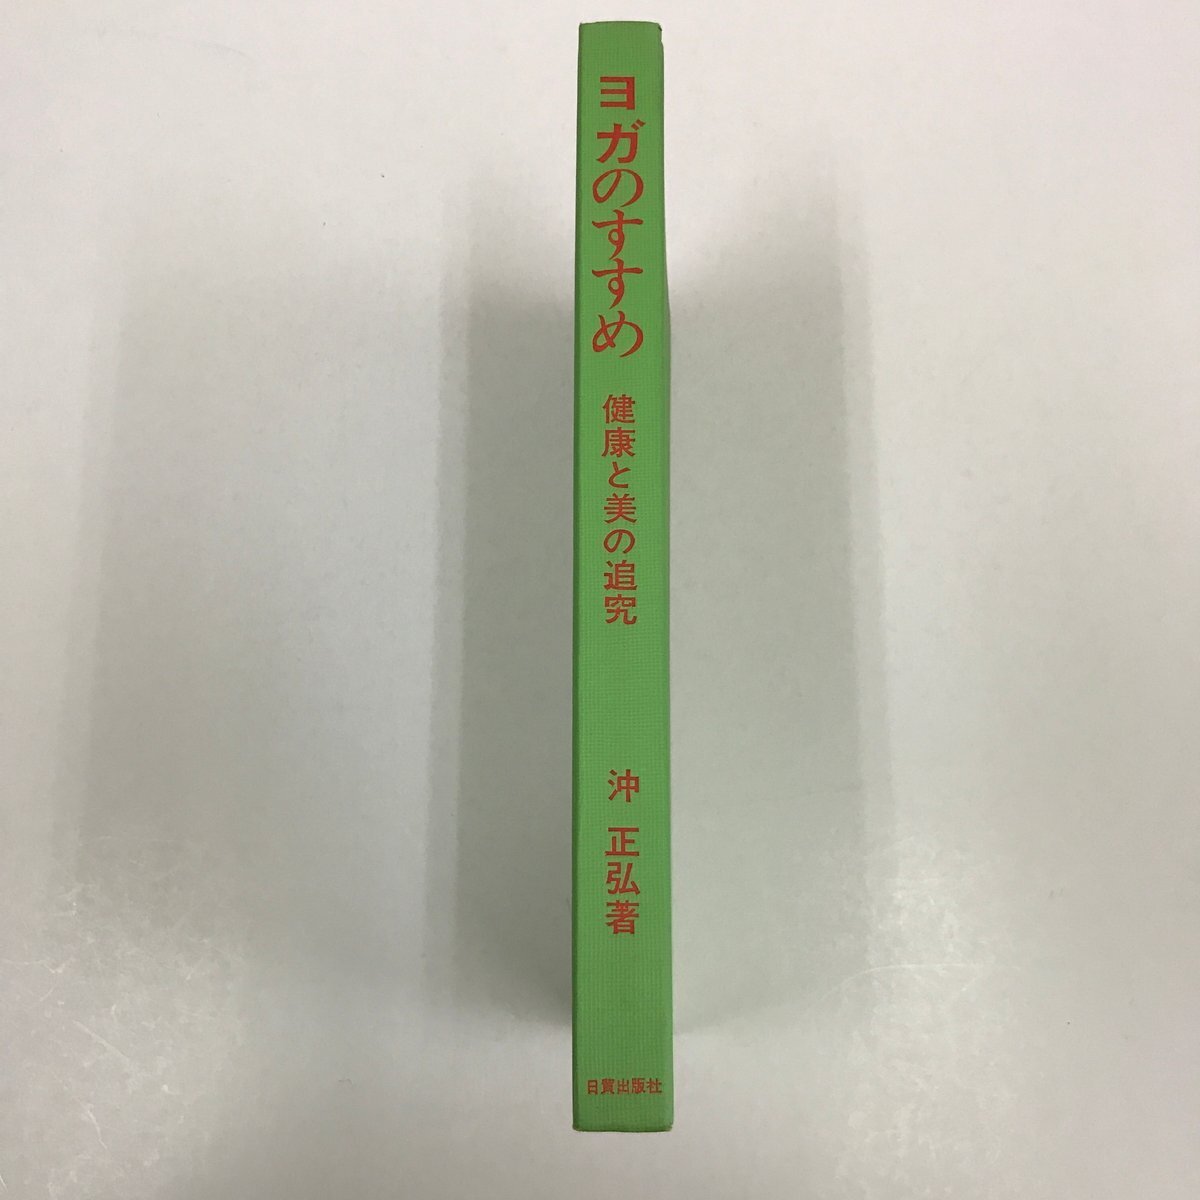 ヨガのすすめ
健康と美の追究
沖 正弘著
日貿出版社